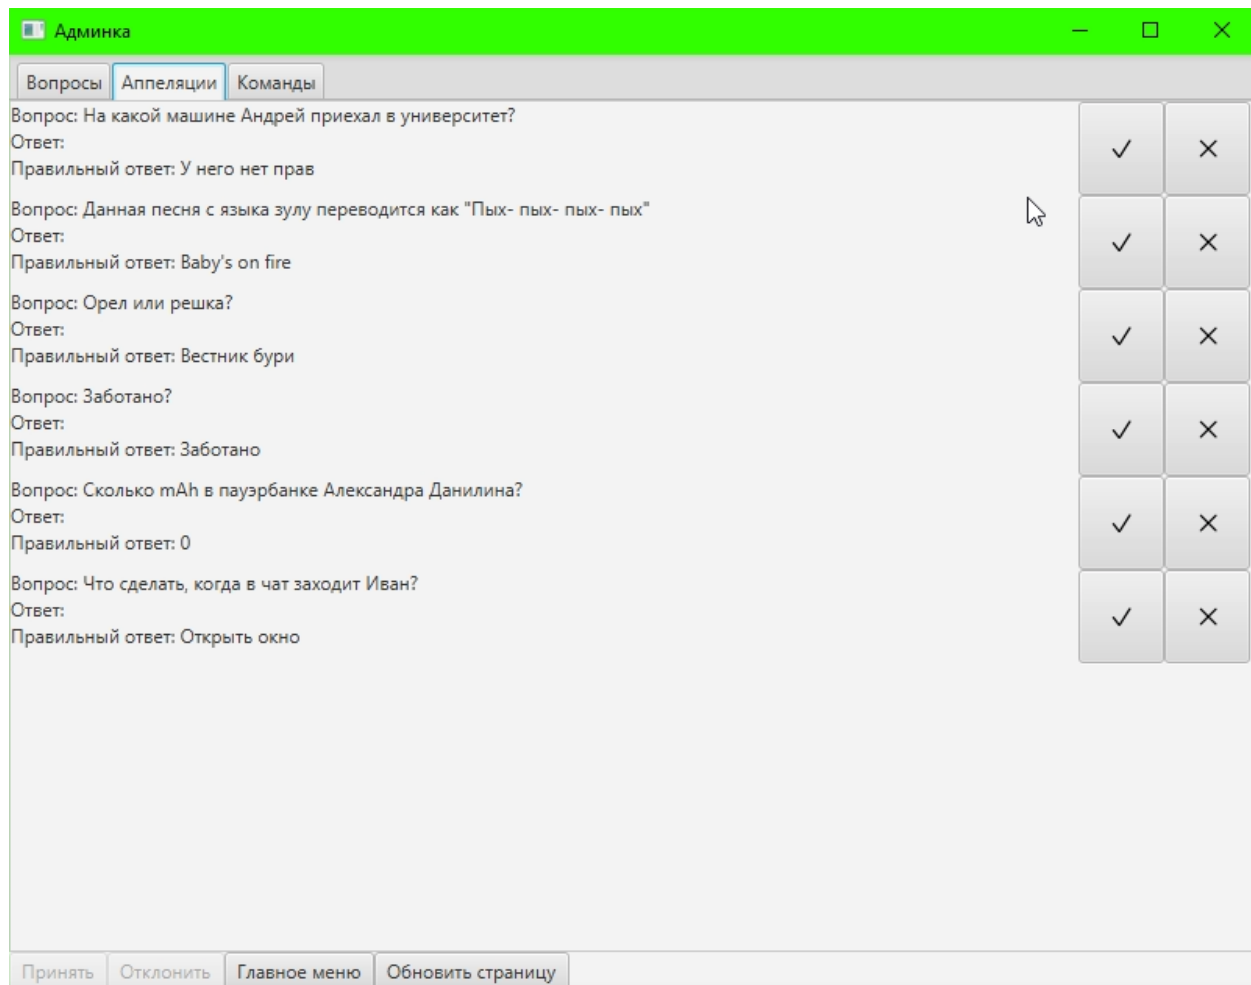 Админка
Вопросы Аппеляции Команды
Вопрос: На какой машине Андрей приехал в университет?
Ответ:
Правильный ответ: У него нет прав
Вопрос: Данная песня с языка зулу переводится как "Пых- пых- пых- пых"
Ответ:
Правильный ответ: Baby's on fire
Вопрос: Орел или решка?
Ответ:
Правильный ответ: Вестник бури
Вопрос: Заботано?
Ответ:
Правильный ответ: Заботано
Вопрос: Сколько mAh в пауэрбанке Александра Данилина?
Ответ:
Правильный ответ: 0
Вопрос: Что сделать, когда в чат заходит Иван?
Ответ:
Правильный ответ: Открыть окно
Принять Отклонить Главное меню Обновить страницу